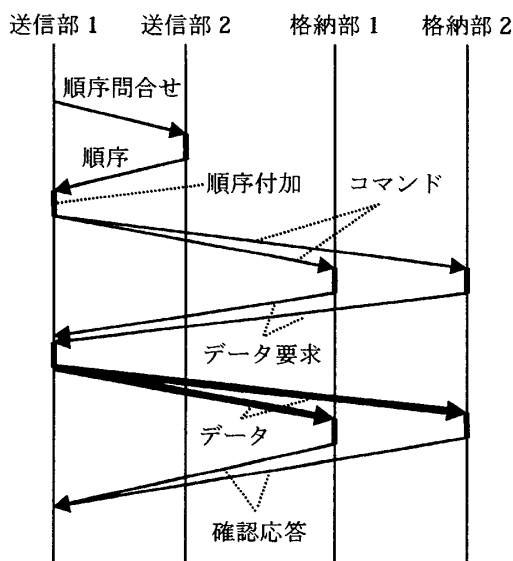 送信部 1 送信部 2 格納部 1 格納部 2
順序問合せ
順序
順序付加
コマンド
データ要求
データ
確認応答